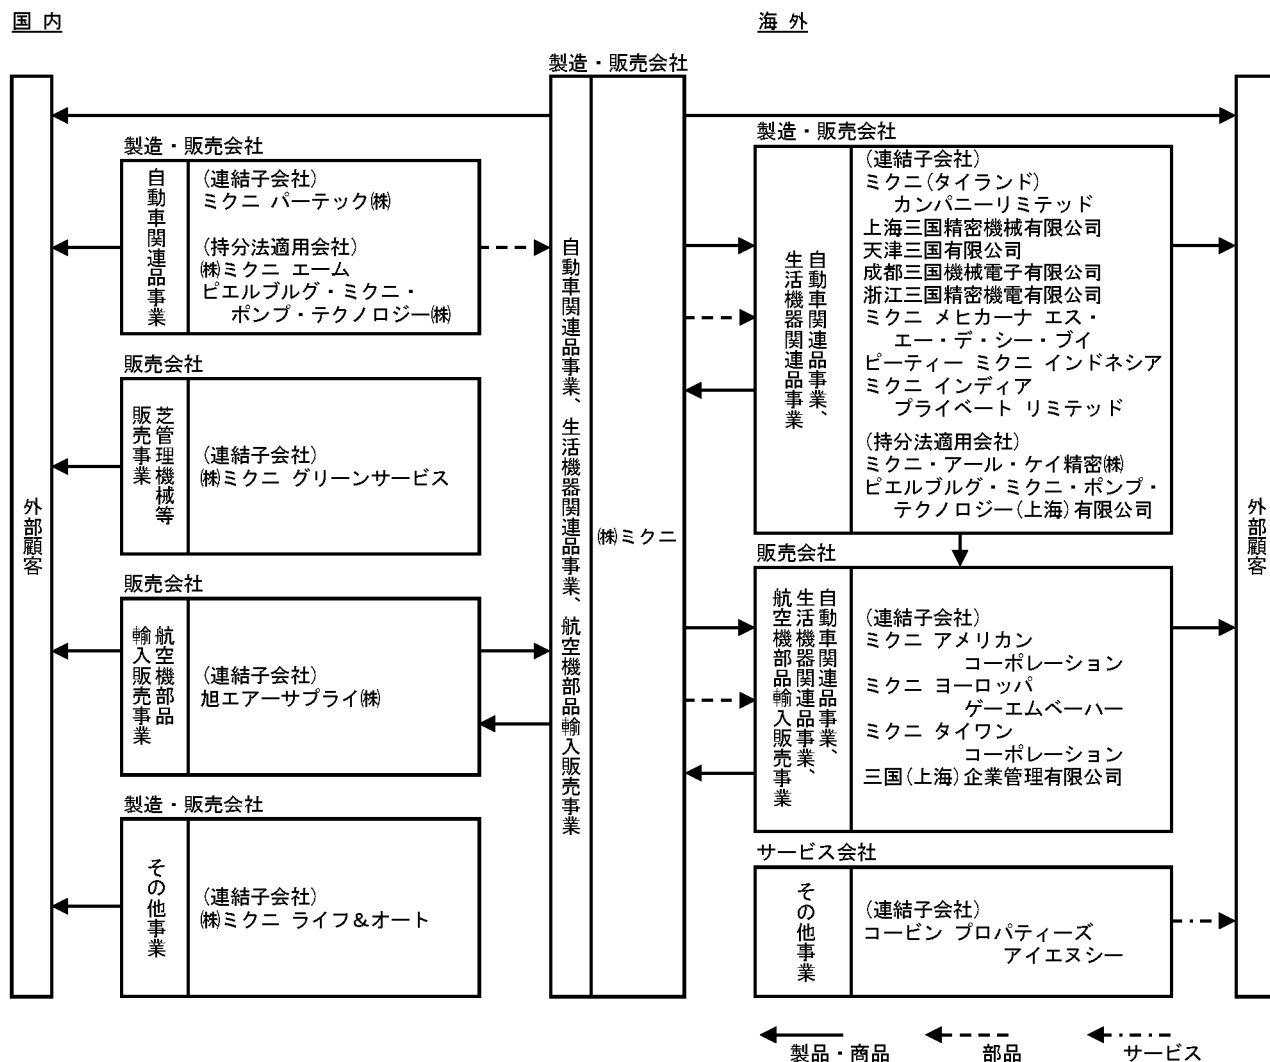 国 内
海 外
製造・販売会社
外部顧客
製造・販売会社
自動車関連品事業
(連結子会社)
ミクニ パーテック㈱
(持分法適用会社)
㈱ミクニ エーム
ピエルブルグ・ミクニ・
ポンプ・テクノロジー㈱
販売会社
芝管理機械等
販売事業
(連結子会社)
㈱ミクニ グリーンサービス
販売会社
航空機部品
輸入販売事業
(連結子会社)
旭エアーサプライ㈱
製造・販売会社
その他事業
(連結子会社)
㈱ミクニ ライフ&オート
自動車関連品事業、生活機器関連品事業、航空機部品輸入販売事業
㈱ミクニ
製造・販売会社
自動車関連品事業、
生活機器関連品事業
(連結子会社)
ミクニ(タイランド)
カンパニーリミテッド
上海三国精密機械有限公司
天津三国有限公司
成都三国機械電子有限公司
浙江三国精密機電有限公司
ミクニ メヒカーナ エス・
エー・デ・シー・ブイ
ピーティー ミクニ インドネシア
ミクニ インディア
プライベート リミテッド
(持分法適用会社)
ミクニ・アール・ケイ精密㈱
ピエルブルグ・ミクニ・ポンプ・
テクノロジー(上海)有限公司
販売会社
自動車関連品事業、
生活機器関連品事業、
航空機部品輸入販売事業
(連結子会社)
ミクニ アメリカン
コーポレーション
ミクニ ヨーロッパ
ゲーエムベーハー
ミクニ タイワン
コーポレーション
三国(上海)企業管理有限公司
サービス会社
その他事業
(連結子会社)
コービン プロパティーズ
アイエヌシー
外部顧客
製品・商品
部品
サービス